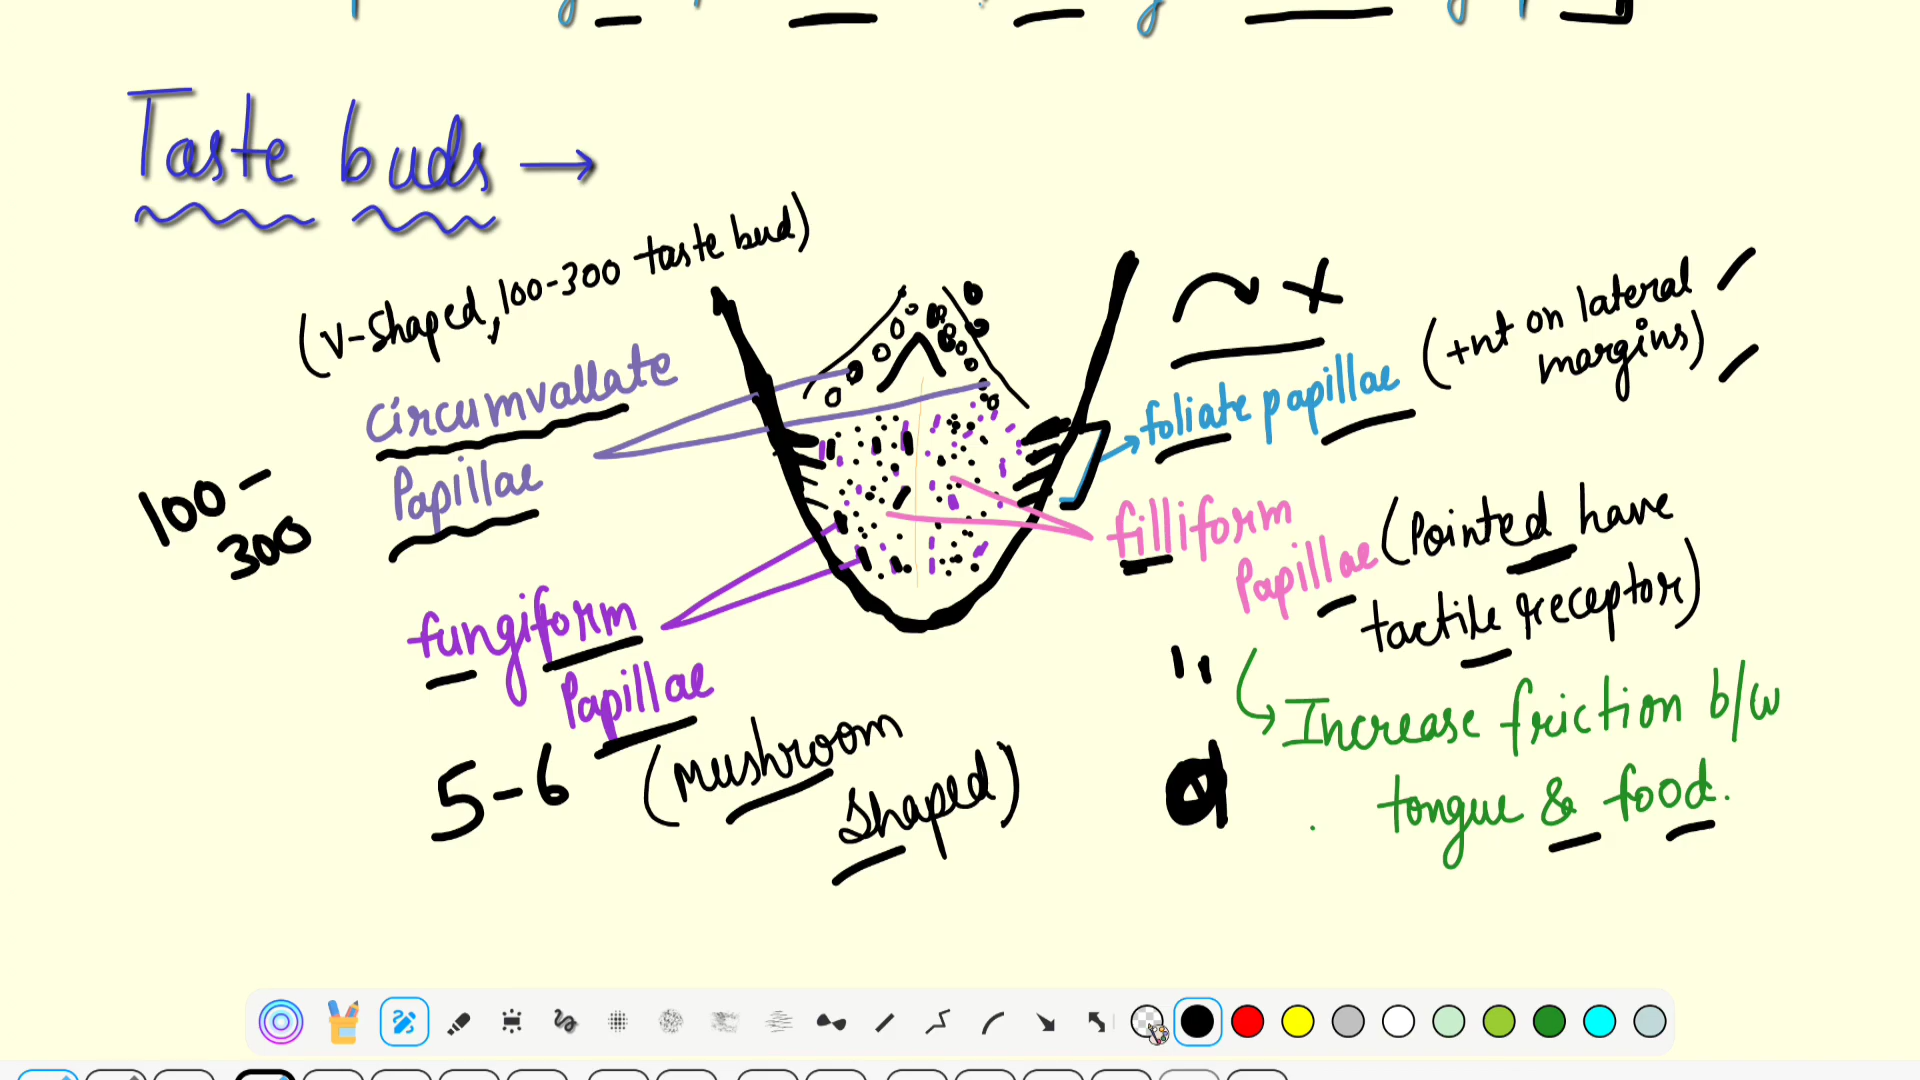 Taste buds →
(V-shaped, 100-300 taste bud)
Circumvallate
Papillae
100-
300
fungiform
Papillae
5-6 (Mushroom
shaped)
foliate papillae (+nt on lateral
margins)
filliform
Papillae (Pointed have
tactile receptor)
Increase friction b/w
tongue & food.